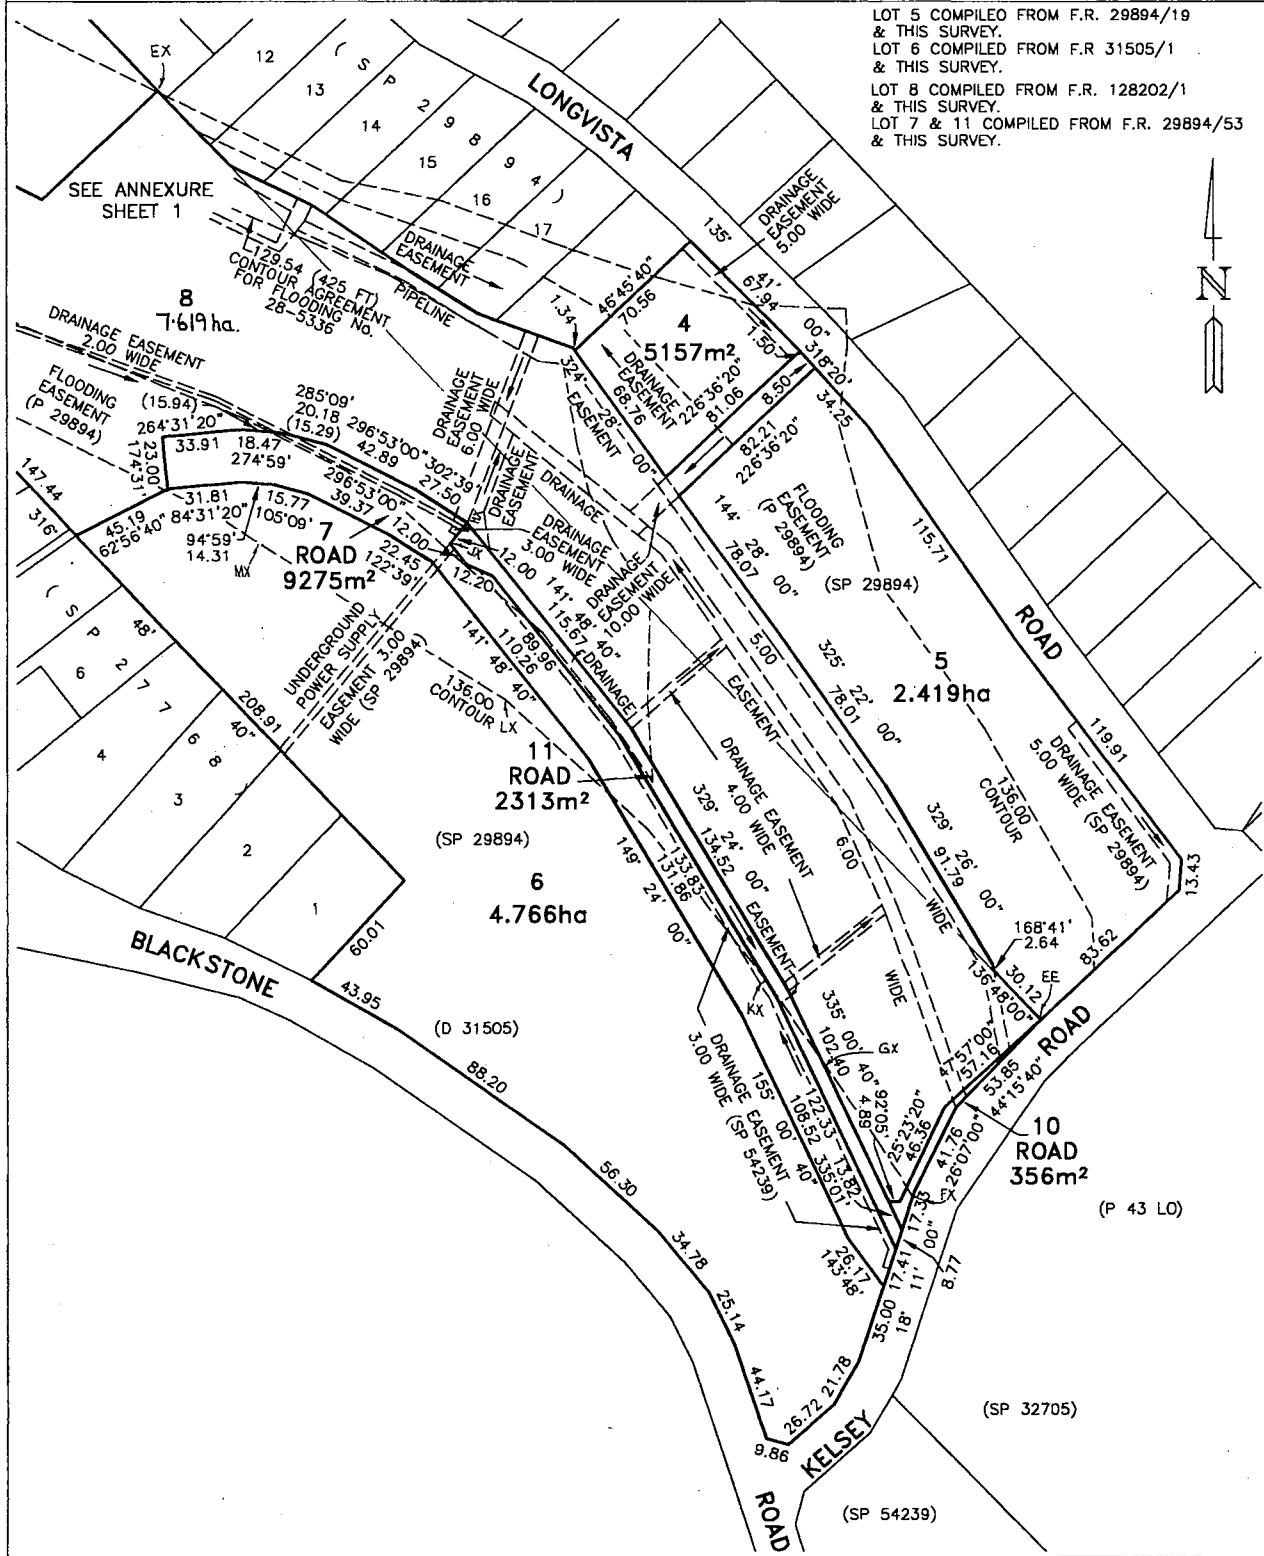 LOT 5 COMPILED FROM F.R. 29894/19
& THIS SURVEY.
LOT 6 COMPILED FROM F.R 31505/1
& THIS SURVEY.
LOT 8 COMPILED FROM F.R. 128202/1
& THIS SURVEY.
LOT 7 & 11 COMPILED FROM F.R. 29894/53
& THIS SURVEY.
N
EX
12
13
14
15
16
17
( S P 2 9 8 9 4 )
LONGVISTA
SEE ANNEXURE
SHEET 1
129.54 (425 FT)
CONTOUR AGREEMENT
FOR FLOODING No.
28-5336
PIPELINE
DRAINAGE
EASEMENT
DRAINAGE
EASEMENT
5.00 WIDE
135°
41'
00"
67.94
46°45'40"
70.56
1.34
4
5157m²
1.50
318°20'
8.50
34.25
DRAINAGE
EASEMENT
68.76
226°36'20"
81.06
82.21
226°36'20"
324°
28'
00"
EASEMENT
8
7.619ha.
DRAINAGE EASEMENT
2.00 WIDE
FLOODING
EASEMENT
(P 29894)
(15.94)
264°31'20"
33.91
18.47
274°59'
285°09'
20.18
(15.29)
296°53'00"
42.89
302°39'
27.50
23.00
174°31'
DRAINAGE
EASEMENT
6.00 WIDE
DRAINAGE
EASEMENT
DRAINAGE
147.44
316°
48'
40"
45.19
62°56'40"
31.81
84°31'20"
15.77
105°09'
94°59'
14.31
MX
296°53'00"
39.37
12.00
22.45
122°39'
7
ROAD
9275m²
JX
12.00
12.20
DRAINAGE
EASEMENT
3.00 WIDE
DRAINAGE
EASEMENT
10.00 WIDE
141°
48'
40"
115.67
89.96
110.26
141° 48' 40"
DRAINAGE
EASEMENT
FLOODING
EASEMENT
(P 29894)
(SP 29894)
144°
28'
00"
78.07
115.71
ROAD
5
2.419ha
5.00
325°
22'
00"
78.01
EASEMENT
WIDE
UNDERGROUND
POWER SUPPLY
EASEMENT 3.00
WIDE (SP 29894)
136.00
CONTOUR
LX
( S P 2 7 7 6 8 )
6
4
3
2
1
208.91
11
ROAD
2313m²
(SP 29894)
6
4.766ha
DRAINAGE EASEMENT
4.00 WIDE
329°
24'
00"
134.52
133.83
131.86
149°
24'
00"
6.00
WIDE
329°
26'
00"
91.79
136.00
CONTOUR
119.91
DRAINAGE EASEMENT
5.00 WIDE (SP 29894)
13.43
83.62
168°41'
2.64
30.12
136°48'00"
EE
BLACKSTONE
60.01
43.95
(D 31505)
88.20
KX
DRAINAGE EASEMENT
3.00 WIDE (SP 54239)
335°
00'
40"
102.40
GX
92°05'
4.89
47°57'00"
57.16
53.85
44°15'40"
ROAD
25°23'20"
46.36
41.76
26°07'00"
10
ROAD
356m²
FX
155°
00'
40"
122.33
108.52
13.82
335°01'
17.33
17.41
8.77
18°
11'
00"
35.00
26.17
143°48'
(P 43 LO)
56.30
34.78
25.14
44.17
9.86
26.72
21.78
KELSEY
ROAD
(SP 32705)
(SP 54239)